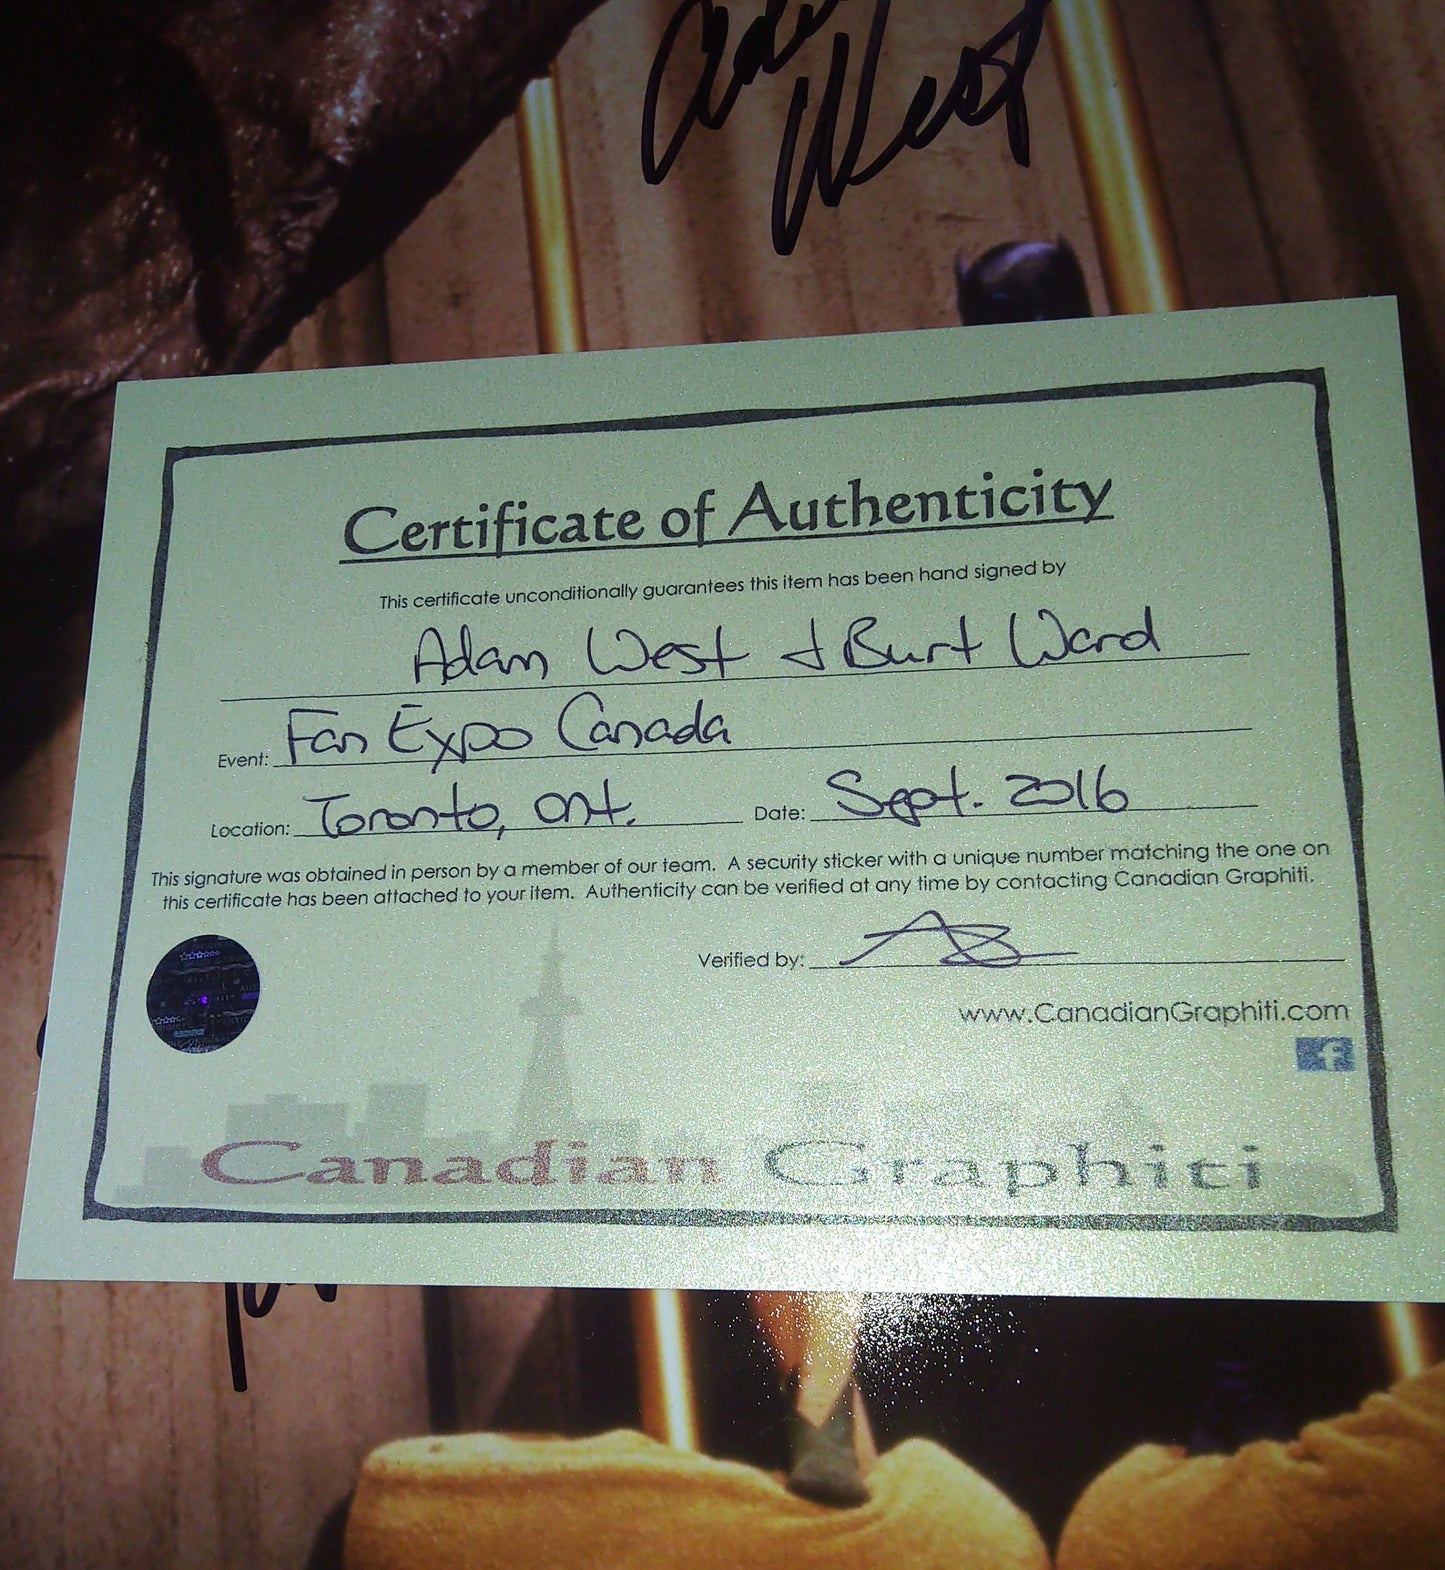 Adam
West
Certificate of Authenticity
This certificate unconditionally guarantees this item has been hand signed by
Adam West & Burt Ward
Event: Fan Expo Canada
Location: Toronto, Ont. Date: Sept. 2016
This signature was obtained in person by a member of our team. A security sticker with a unique number matching the one on
this certificate has been attached to your item. Authenticity can be verified at any time by contacting Canadian Graphiti.
Verified by:
www.CanadianGraphiti.com
f
Canadian Graphiti